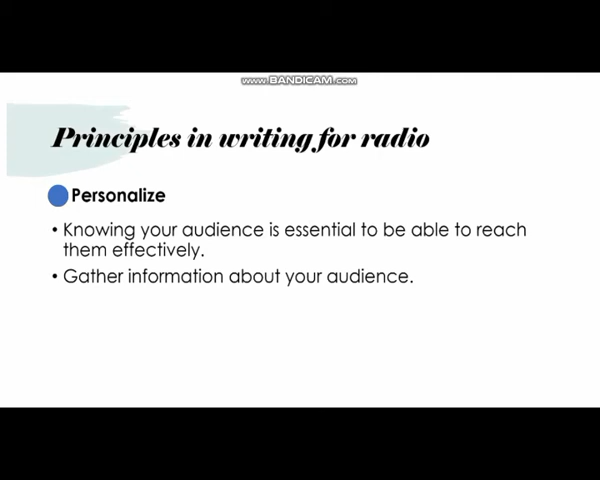 www.BANDICAM.com
Principles in writing for radio
Personalize
• Knowing your audience is essential to be able to reach
them effectively.
• Gather information about your audience.